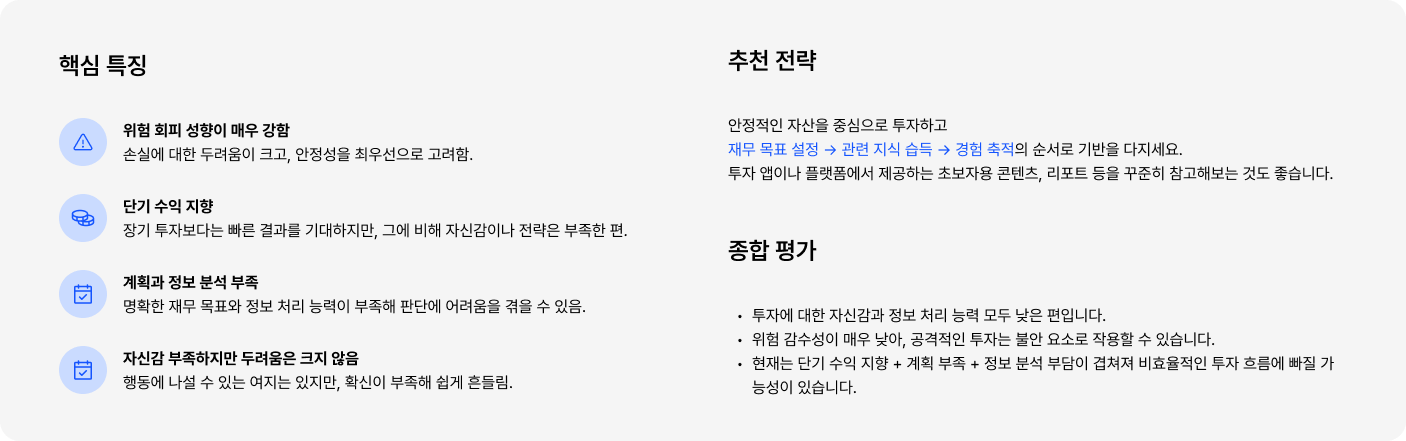 핵심 특징
위험 회피 성향이 매우 강함
손실에 대한 두려움이 크고, 안정성을 최우선으로 고려함.
단기 수익 지향
장기 투자보다는 빠른 결과를 기대하지만, 그에 비해 자신감이나 전략은 부족한 편.
계획과 정보 분석 부족
명확한 재무 목표와 정보 처리 능력이 부족해 판단에 어려움을 겪을 수 있음.
자신감 부족하지만 두려움은 크지 않음
행동에 나설 수 있는 여지는 있지만, 확신이 부족해 쉽게 흔들림.
추천 전략
안정적인 자산을 중심으로 투자하고
재무 목표 설정 → 관련 지식 습득 → 경험 축적의 순서로 기반을 다지세요.
투자 앱이나 플랫폼에서 제공하는 초보자용 콘텐츠, 리포트 등을 꾸준히 참고해보는 것도 좋습니다.
종합 평가
• 투자에 대한 자신감과 정보 처리 능력 모두 낮은 편입니다.
• 위험 감수성이 매우 낮아, 공격적인 투자는 불안 요소로 작용할 수 있습니다.
• 현재는 단기 수익 지향 + 계획 부족 + 정보 분석 부담이 겹쳐져 비효율적인 투자 흐름에 빠질 가
능성이 있습니다.